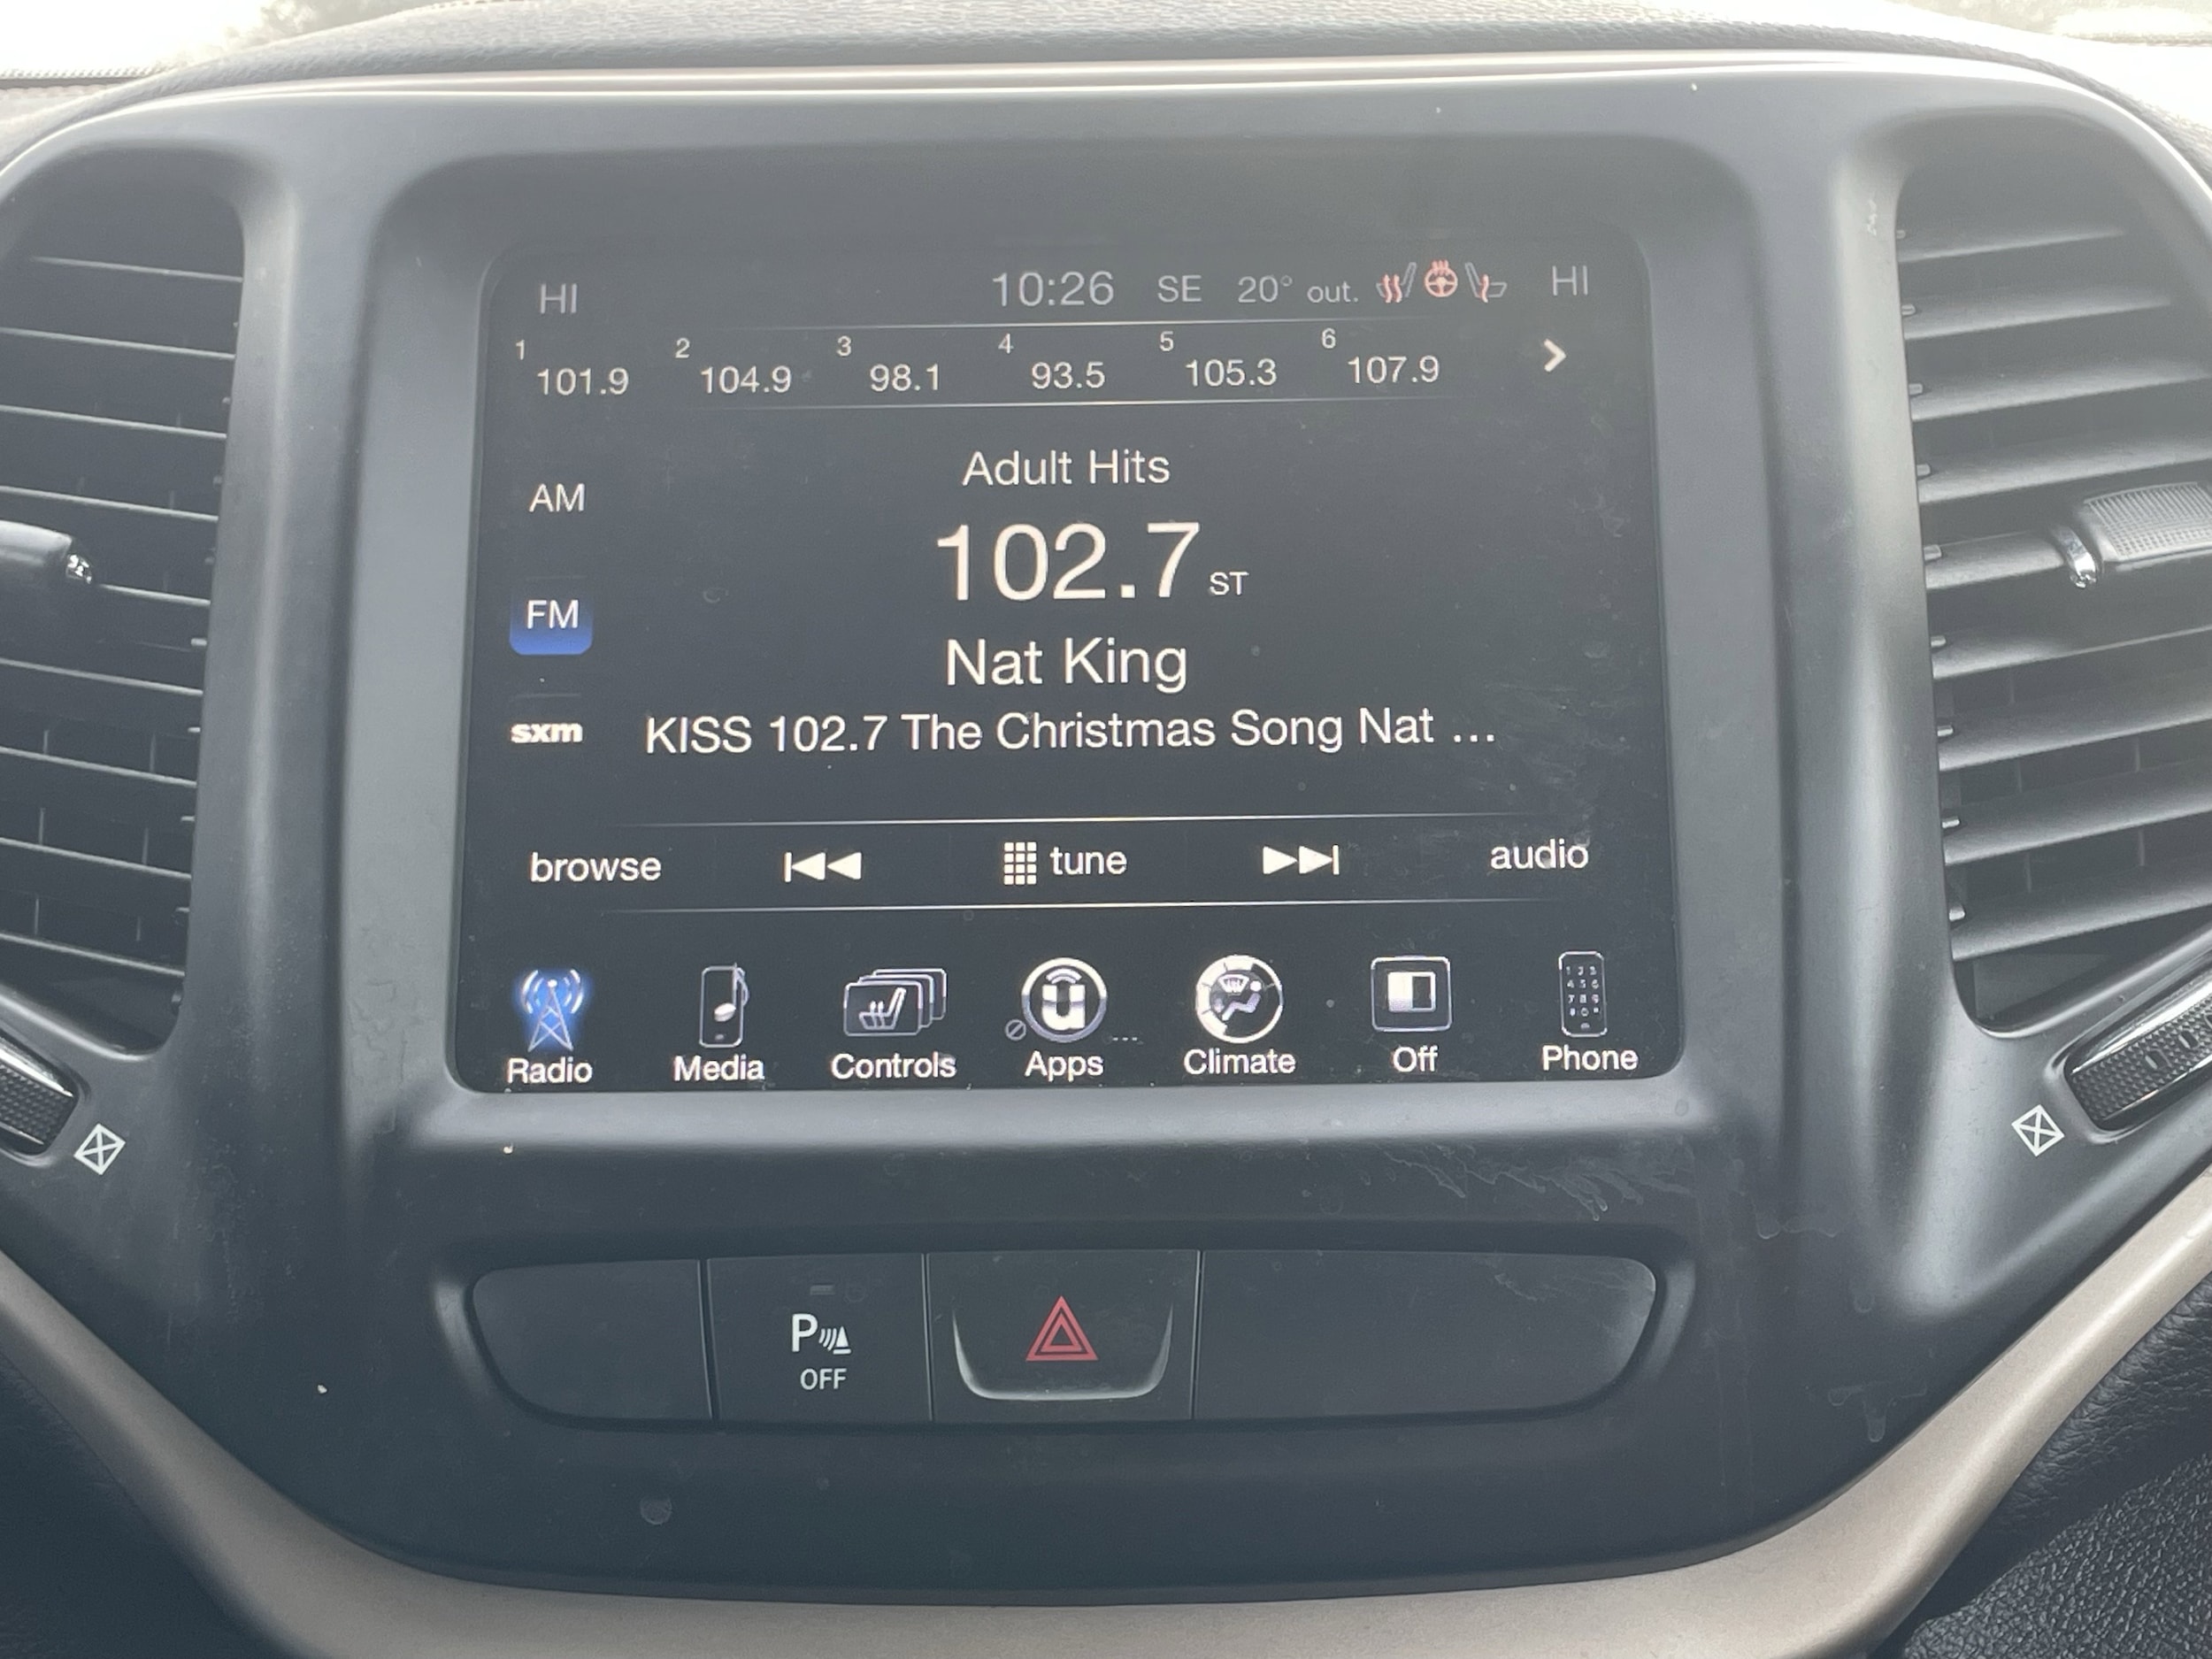 HI 10:26 SE 20° out. HI
1 101.9 2 104.9 3 98.1 4 93.5 5 105.3 6 107.9
Adult Hits
AM
102.7 ST
FM
Nat King
sxm KISS 102.7 The Christmas Song Nat ...
browse tune audio
Radio Media Controls Apps Climate Off Phone
P
OFF